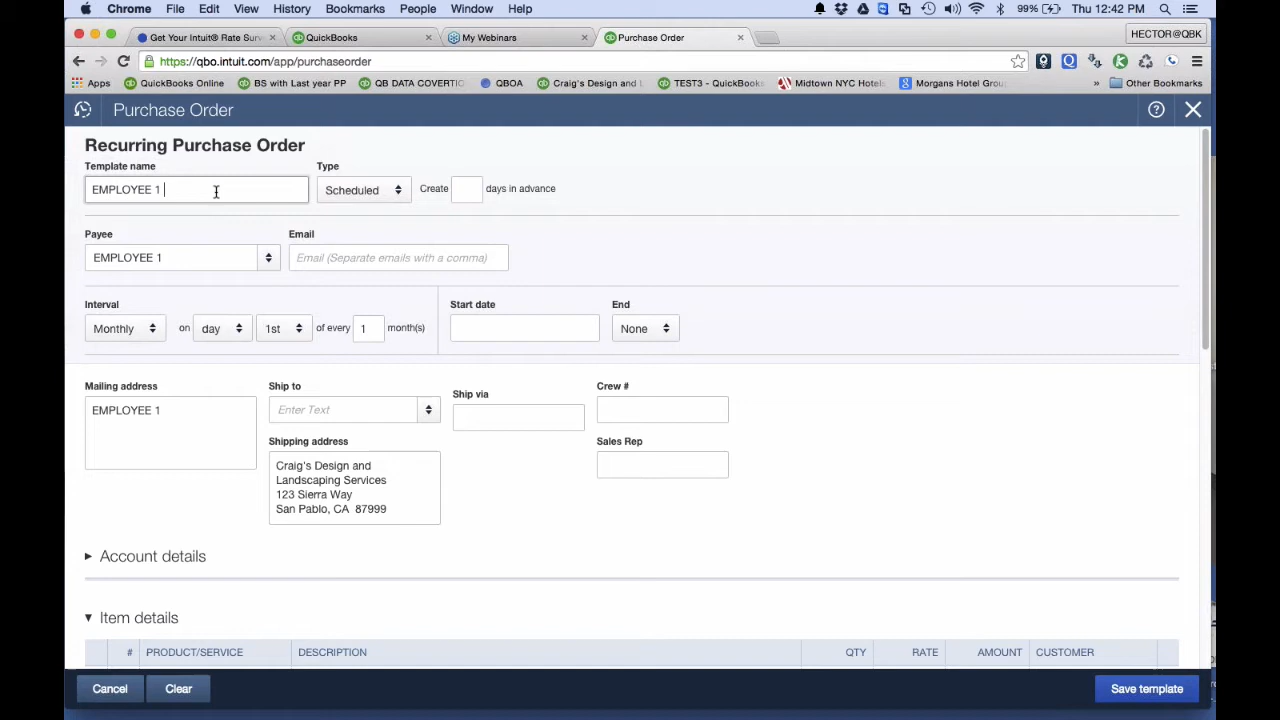 Chrome File Edit View History Bookmarks People Window Help 99% Thu 12:42 PM
Get Your Intuit® Rate Surv QuickBooks My Webinars Purchase Order HECTOR@QBK
https://qbo.intuit.com/app/purchaseorder
Apps QuickBooks Online BS with Last year PP QB DATA COVERTIO QBOA Craig's Design and L TEST3 - QuickBooks Midtown NYC Hotels Morgans Hotel Group » Other Bookmarks
Purchase Order
Recurring Purchase Order
Template name Type
EMPLOYEE 1 Scheduled Create days in advance
Payee Email
EMPLOYEE 1 Email (Separate emails with a comma)
Interval Start date End
Monthly on day 1st of every 1 month(s) None
Mailing address Ship to Ship via Crew #
EMPLOYEE 1 Enter Text
Shipping address Sales Rep
Craig's Design and
Landscaping Services
123 Sierra Way
San Pablo, CA 87999
Account details
Item details
# PRODUCT/SERVICE DESCRIPTION QTY RATE AMOUNT CUSTOMER
Cancel Clear Save template